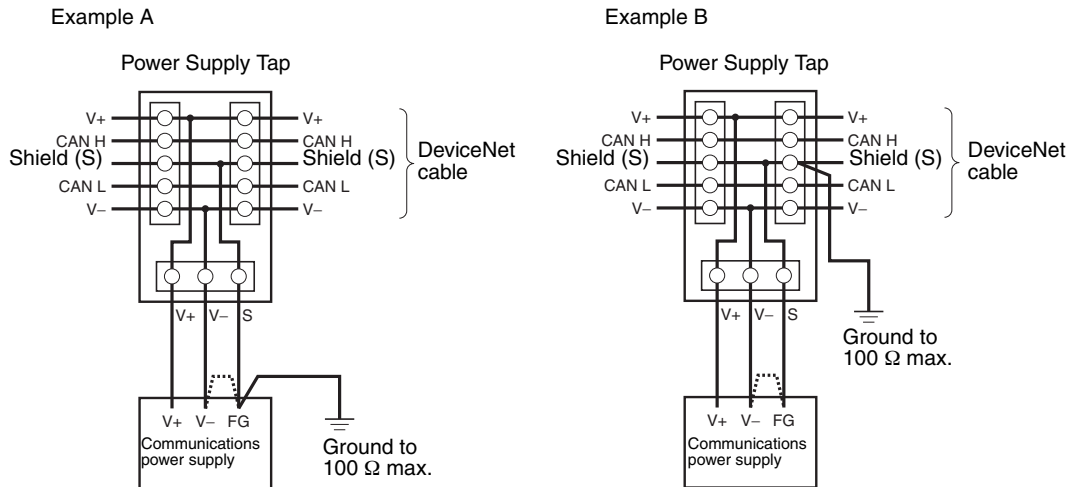 Example A
Power Supply Tap
V+
V+
CAN H
CAN H
Shield (S)
Shield (S)
CAN L
CAN L
V–
V–
DeviceNet
cable
V+
V–
S
V+
V–
FG
Communications
power supply
Ground to
100 Ω max.
Example B
Power Supply Tap
V+
V+
CAN H
CAN H
Shield (S)
Shield (S)
CAN L
CAN L
V–
V–
DeviceNet
cable
V+
V–
S
Ground to
100 Ω max.
V+
V–
FG
Communications
power supply